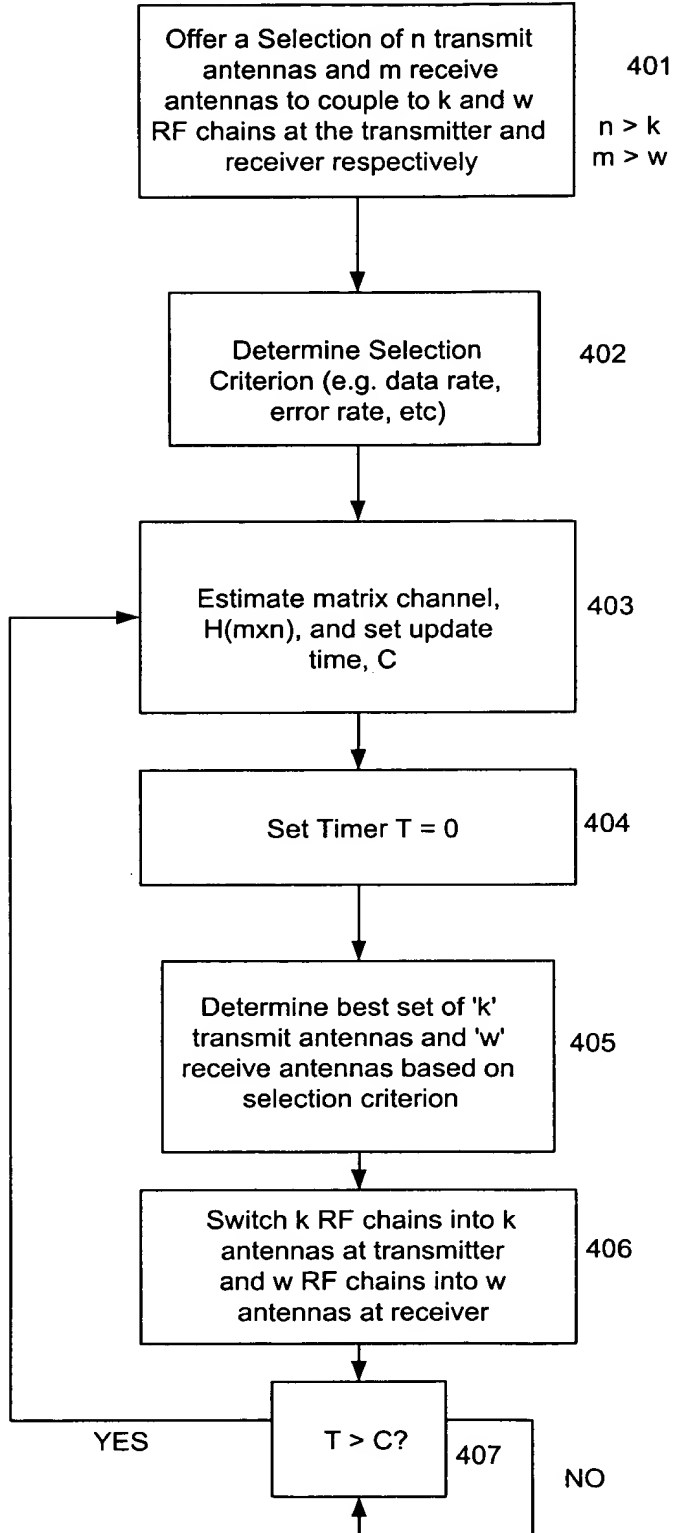 Offer a Selection of n transmit
antennas and m receive
antennas to couple to k and w
RF chains at the transmitter and
receiver respectively
401
n > k
m > w
Determine Selection
Criterion (e.g. data rate,
error rate, etc)
402
Estimate matrix channel,
H(mxn), and set update
time, C
403
Set Timer T = 0
404
Determine best set of 'k'
transmit antennas and 'w'
receive antennas based on
selection criterion
405
Switch k RF chains into k
antennas at transmitter
and w RF chains into w
antennas at receiver
406
T > C?
407
YES
NO